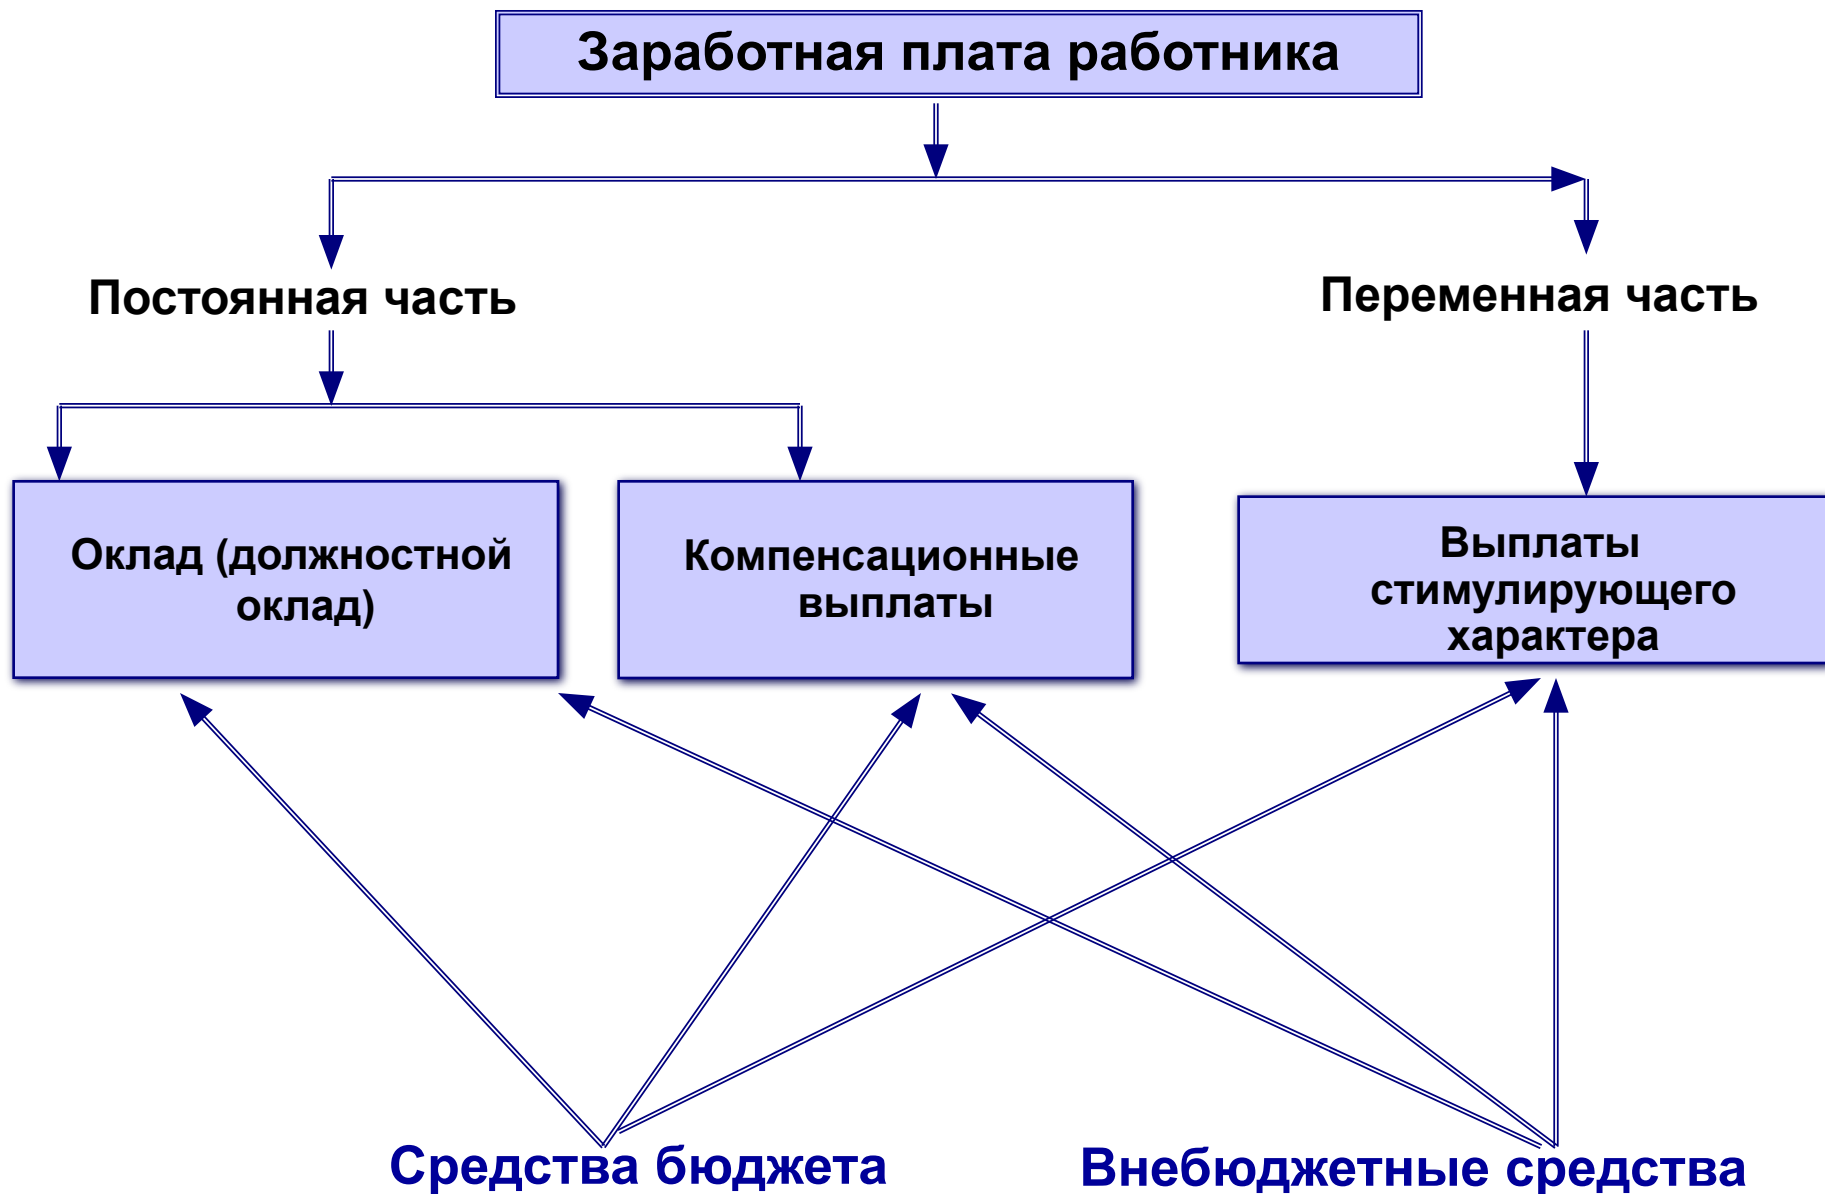 Заработная плата работника
Постоянная часть
Переменная часть
Оклад (должностной
оклад)
Компенсационные
выплаты
Выплаты
стимулирующего
характера
Средства бюджета
Внебюджетные средства